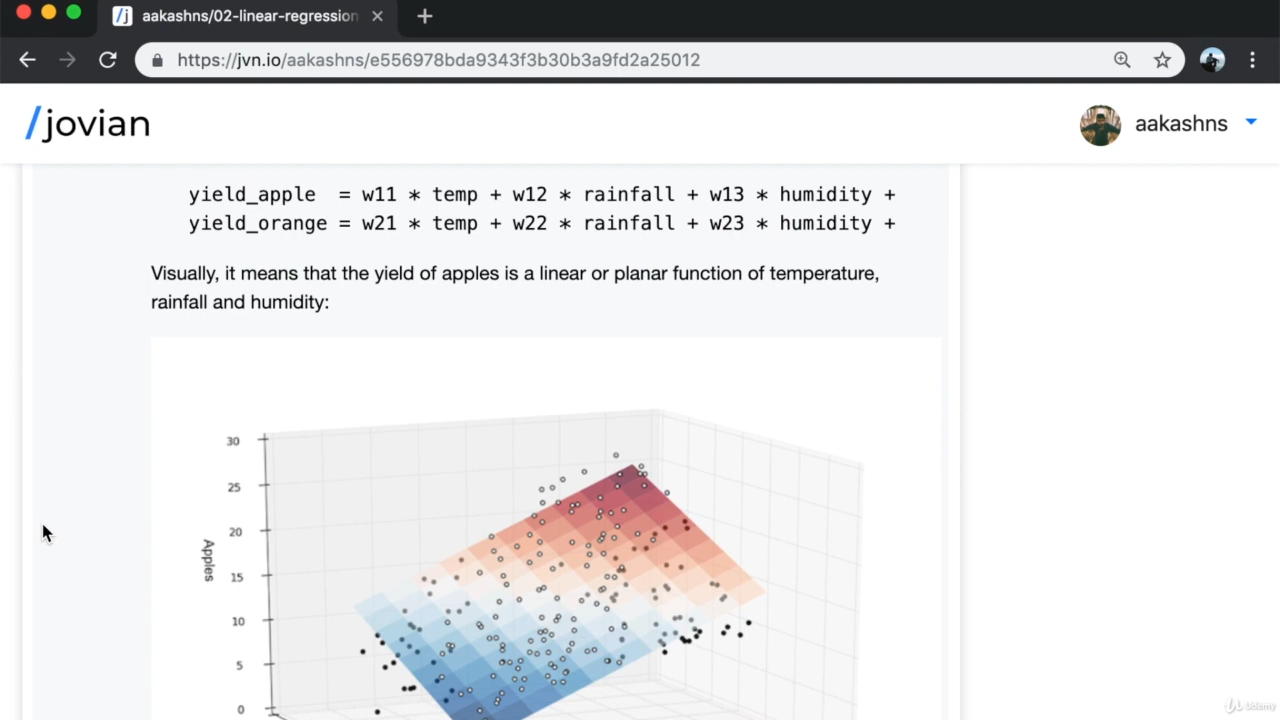 aakashns/02-linear-regression
https://jvn.io/aakashns/e556978bda9343f3b30b3a9fd2a25012
/jovian
aakashns
yield_apple = w11 * temp + w12 * rainfall + w13 * humidity +
yield_orange = w21 * temp + w22 * rainfall + w23 * humidity +
Visually, it means that the yield of apples is a linear or planar function of temperature,
rainfall and humidity:
30
25
20
Apples
15
10
5
0
Udemy